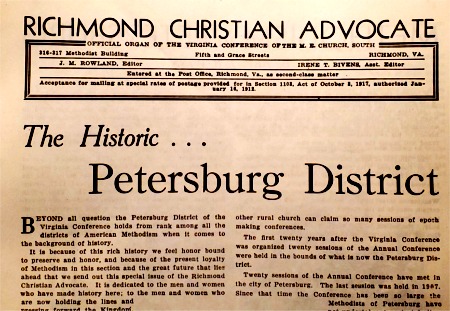 RICHMOND CHRISTIAN ADVOCATE
OFFICIAL ORGAN OF THE VIRGINIA CONFERENCE OF THE M. E. CHURCH, SOUTH
216-217 Methodist Building Fifth and Grace Streets RICHMOND, VA.
J. M. ROWLAND, Editor IRENE T. BIVENS, Asst. Editor
Entered at the Post Office, Richmond, Va., as second-class matter
Acceptance for mailing at special rates of postage provided for in Section 1103, Act of October 3, 1917, authorized Jan-
uary 16, 1912.
The Historic . . .
Petersburg District
BEYOND all question the Petersburg District of the
Virginia Conference holds from rank among all the
districts of American Methodism when it comes to
the background of history.
It is because of this rich history we feel honor bound
to preserve and honor, and because of the present loyalty
of Methodism in this section and the great future that lies
ahead that we send out this special issue of the Richmond
Christian Advocate. It is dedicated to the men and women
who have made history here; to the men and women who
are now holding the lines and
pressing forward the Kingdom
other rural church can claim so many sessions of epoch
making conferences.
The first twenty years after the Virginia Conference
was organized twenty sessions of the Annual Conference
were held in the bounds of what is now the Petersburg Dis-
trict.
Twenty sessions of the Annual Conference have met in
the city of Petersburg. The last session was held in 1907.
Since that time the Conference has been so large the
Methodists of Petersburg have